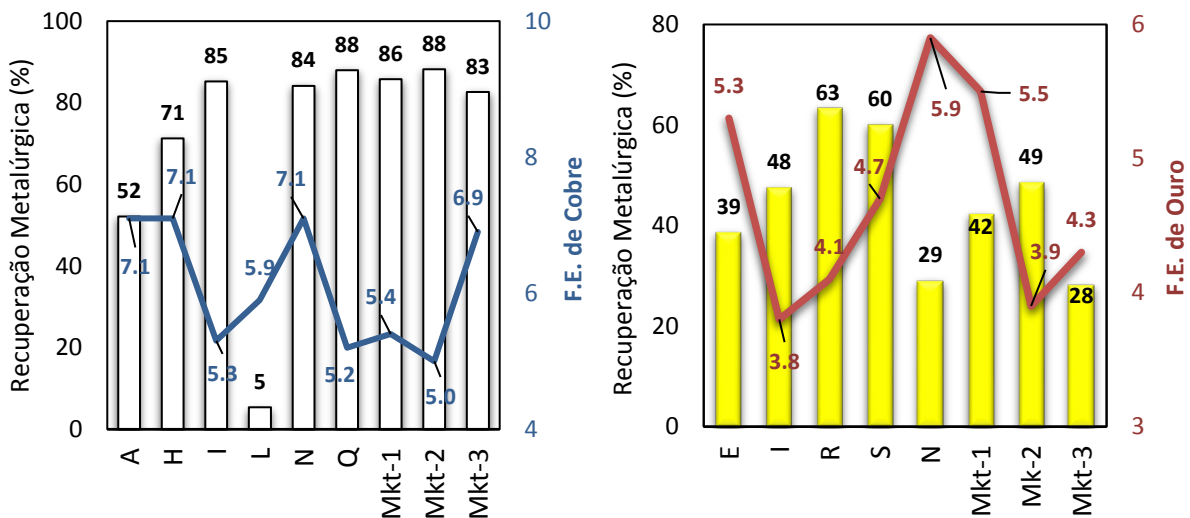 Recuperação Metalúrgica (%)
100
80
60
40
20
0
52
71
85
5
84
88
86
88
83
7.1
7.1
5.3
5.9
7.1
5.2
5.4
5.0
6.9
10
8
6
4
F.E. de Cobre
A
H
I
L
N
Q
Mkt-1
Mkt-2
Mkt-3
Recuperação Metalúrgica (%)
80
60
40
20
0
39
48
63
60
29
42
49
28
5.3
3.8
4.1
4.7
5.9
5.5
3.9
4.3
6
5
4
3
F.E. de Ouro
E
I
R
S
N
Mkt-1
Mk-2
Mkt-3